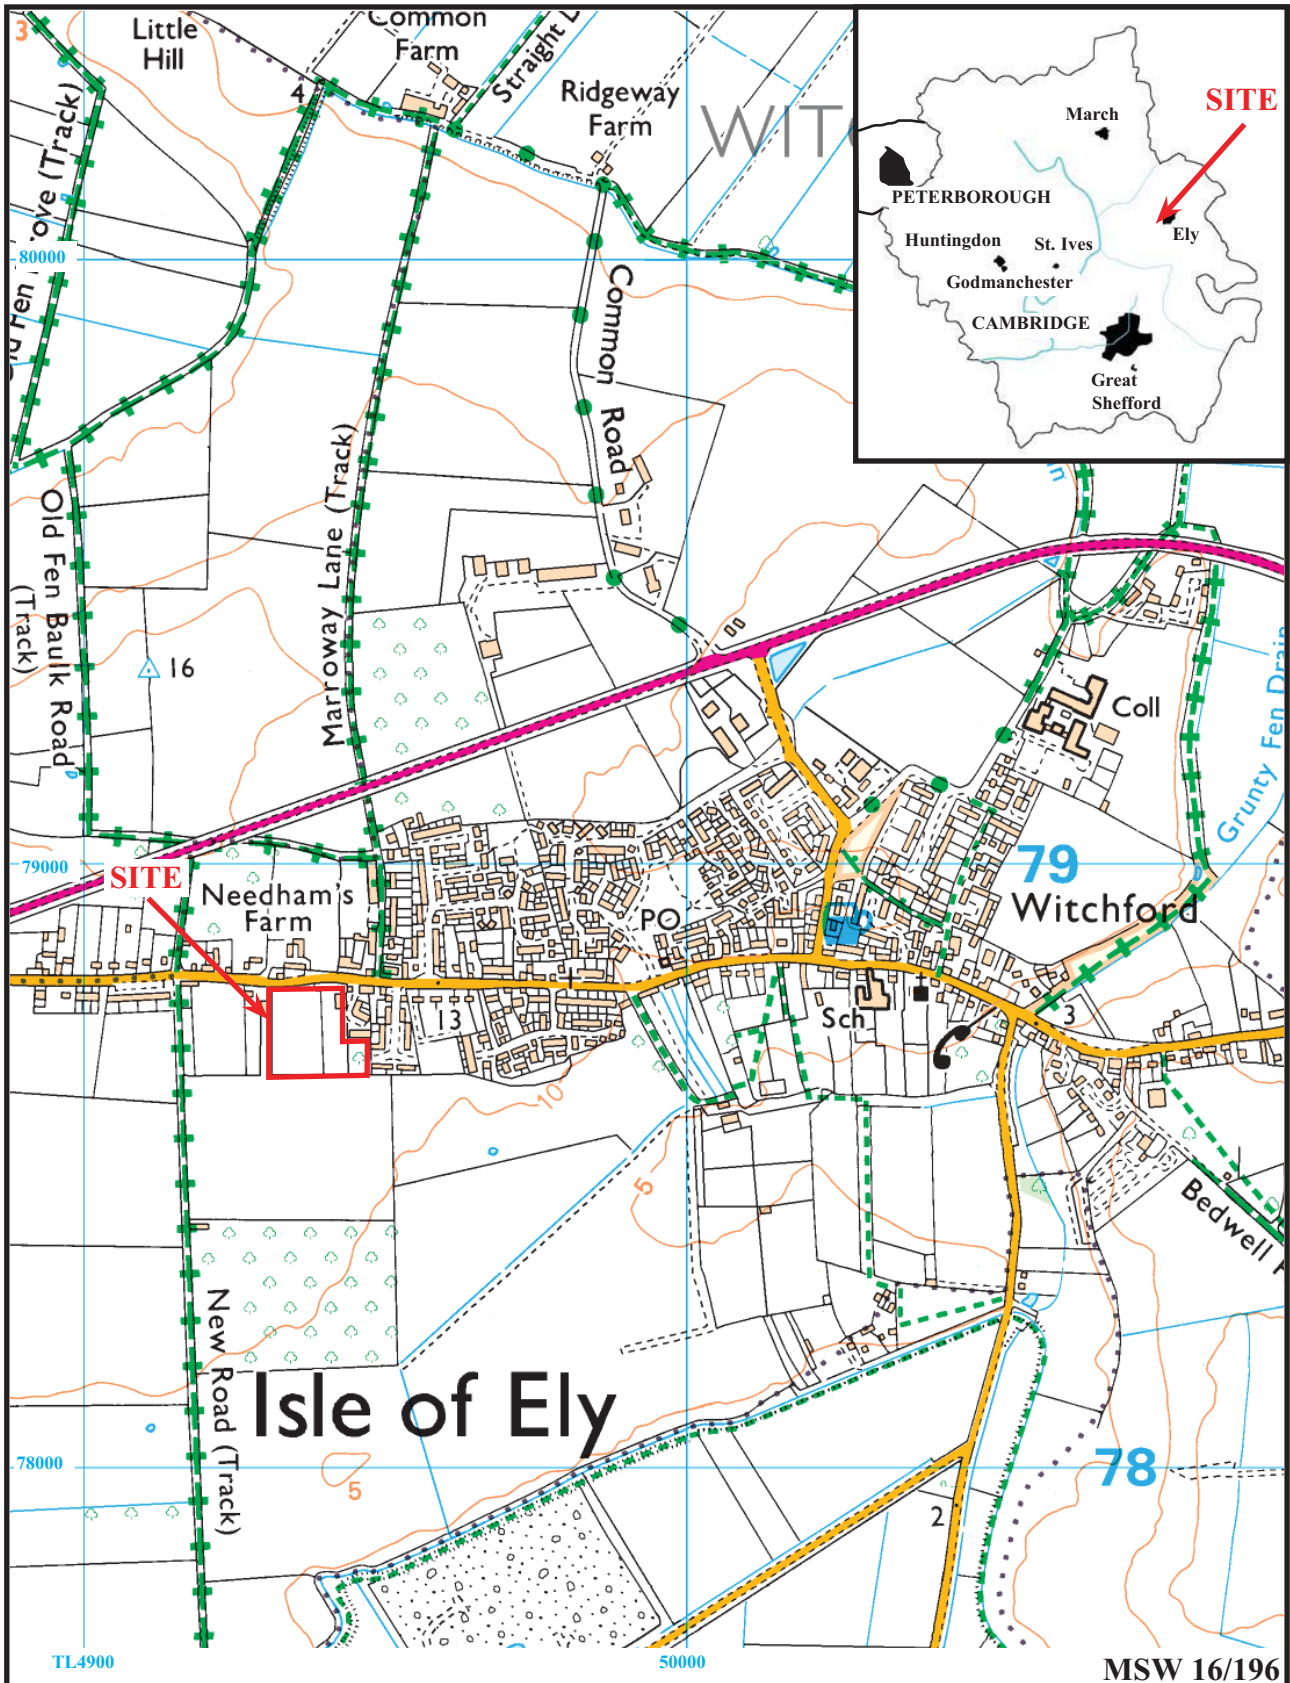 3
Little
Hill
Common
Farm
Straight
4
Ridgeway
Farm
WIT
March
SITE
PETERBOROUGH
Ely
Huntingdon
St. Ives
Godmanchester
CAMBRIDGE
Great
Shefford
ove (Track)
80000
Common Road
Marroway Lane (Track)
Old Fen Baulk Road
(Track)
16
Coll
Grunty Fen Drain
79000
SITE
Needham's
Farm
79
Witchford
PO
13
Sch
3
10
5
Bedwell
New Road (Track)
Isle of Ely
78000
5
78
2
TL4900
50000
MSW 16/196